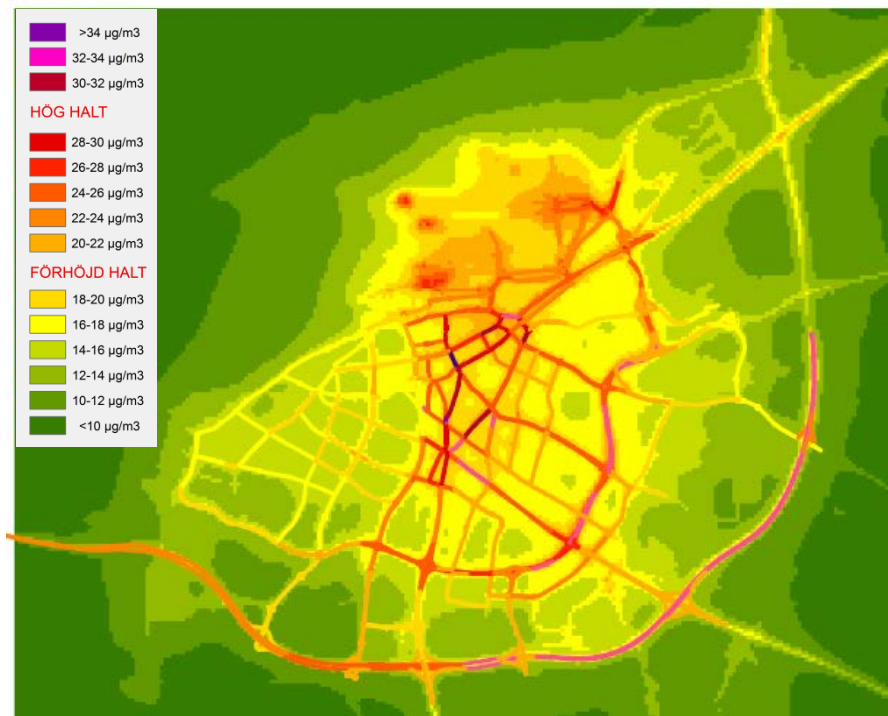 >34 µg/m3
32-34 µg/m3
30-32 µg/m3
HÖG HALT
28-30 µg/m3
26-28 µg/m3
24-26 µg/m3
22-24 µg/m3
20-22 µg/m3
FÖRHÖJD HALT
18-20 µg/m3
16-18 µg/m3
14-16 µg/m3
12-14 µg/m3
10-12 µg/m3
<10 µg/m3